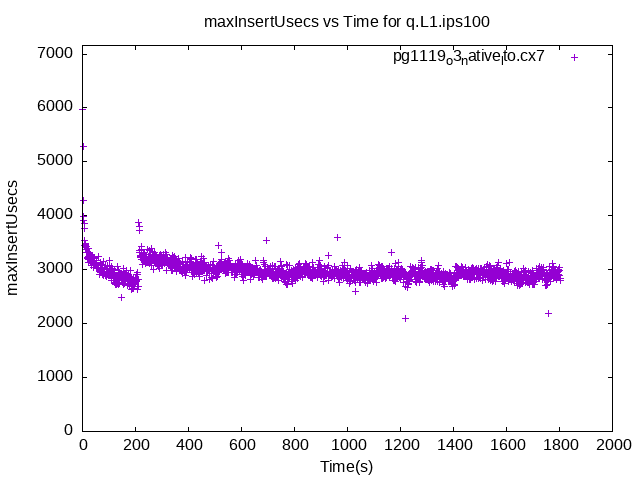 maxInsertUsecs vs Time for q.L1.ips100
pg1119o3native_lto.cx7
7000
6000
5000
4000
3000
2000
1000
0
maxInsertUsecs
0 200 400 600 800 1000 1200 1400 1600 1800 2000
Time(s)